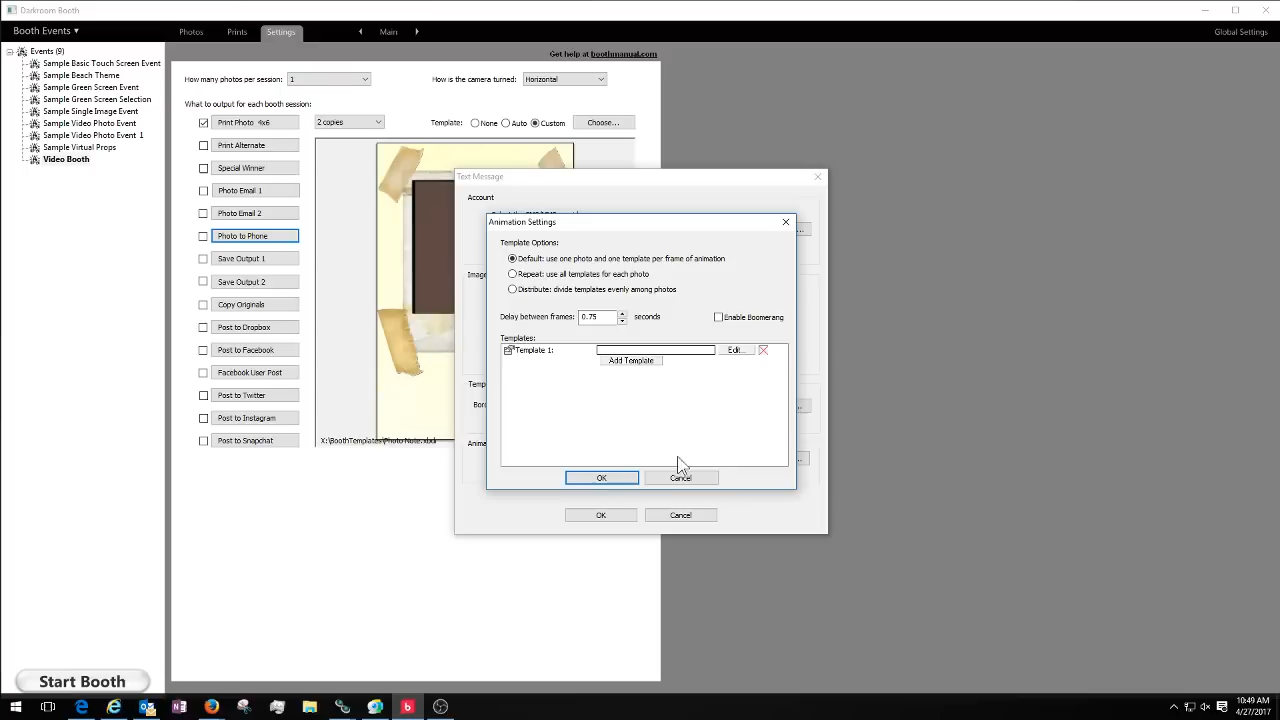 Darkroom Booth
Booth Events
Photos
Prints
Settings
Main
Global Settings
Events (9)
Sample Basic Touch Screen Event
Sample Beach Theme
Sample Green Screen Event
Sample Green Screen Selection
Sample Single Image Event
Sample Video Photo Event
Sample Video Photo Event 1
Sample Virtual Props
Video Booth
Get help at boothmanual.com
How many photos per session:
1
How is the camera turned:
Horizontal
What to output for each booth session:
Print Photo 4x6
2 copies
Template:
None
Auto
Custom
Choose...
Print Alternate
Special Winner
Photo Email 1
Photo Email 2
Photo to Phone
Save Output 1
Save Output 2
Copy Originals
Post to Dropbox
Post to Facebook
Facebook User Post
Post to Twitter
Post to Instagram
Post to Snapchat
X:\BoothTemplates\Photo Note.xbdr
Text Message
Account
Image
Temp
Bord
Anima
Animation Settings
Template Options:
Default: use one photo and one template per frame of animation
Repeat: use all templates for each photo
Distribute: divide templates evenly among photos
Delay between frames:
0.75
seconds
Enable Boomerang
Templates:
Template 1:
Edit...
Add Template
OK
Cancel
OK
Cancel
Start Booth
10:49 AM
4/27/2017